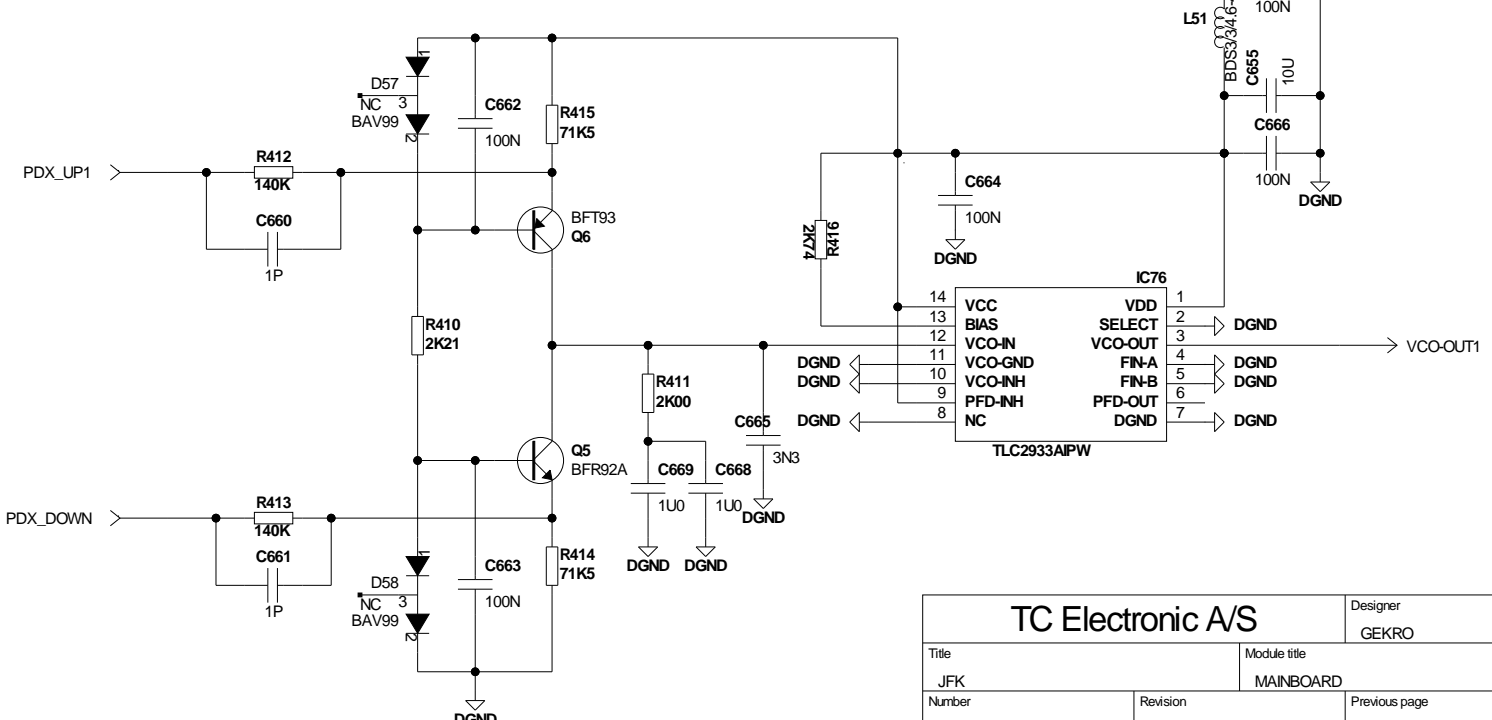 100N
L51
BDS3/3/4.6-
C655
10U
C666
100N
DGND
1
D57
NC 3
BAV99
2
C662
100N
R415
71K5
PDX_UP1
R412
140K
C660
1P
BFT93
Q6
C664
100N
DGND
R416
2K74
R410
2K21
IC76
14 VCC
13 BIAS
12 VCO-IN
11 VCO-GND
10 VCO-INH
9 PFD-INH
8 NC
VDD 1
SELECT 2
VCO-OUT 3
FIN-A 4
FIN-B 5
PFD-OUT 6
DGND 7
TLC2933AIPW
DGND
DGND
DGND
DGND
DGND
DGND
DGND
VCO-OUT1
R411
2K00
C665
3N3
DGND
C669
1U0
C668
1U0
DGND DGND
Q5
BFR92A
PDX_DOWN
R413
140K
C661
1P
1
D58
NC 3
BAV99
2
C663
100N
R414
71K5
DGND
TC Electronic A/S
Designer
GEKRO
Title
JFK
Module title
MAINBOARD
Number
Revision
Previous page